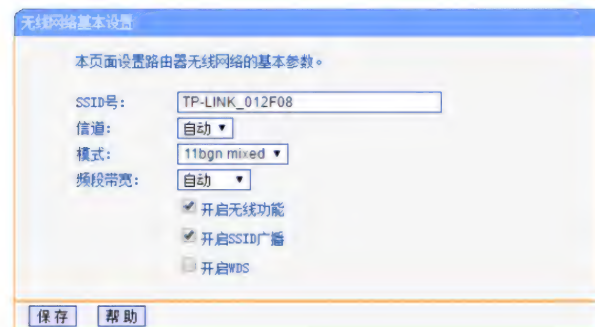 无线网络基本设置
本页面设置路由器无线网络的基本参数。
SSID号： TP-LINK_012F08
信道： 自动
模式： 11bgn mixed
频段带宽： 自动
开启无线功能
开启SSID广播
开启WDS
保存 帮助